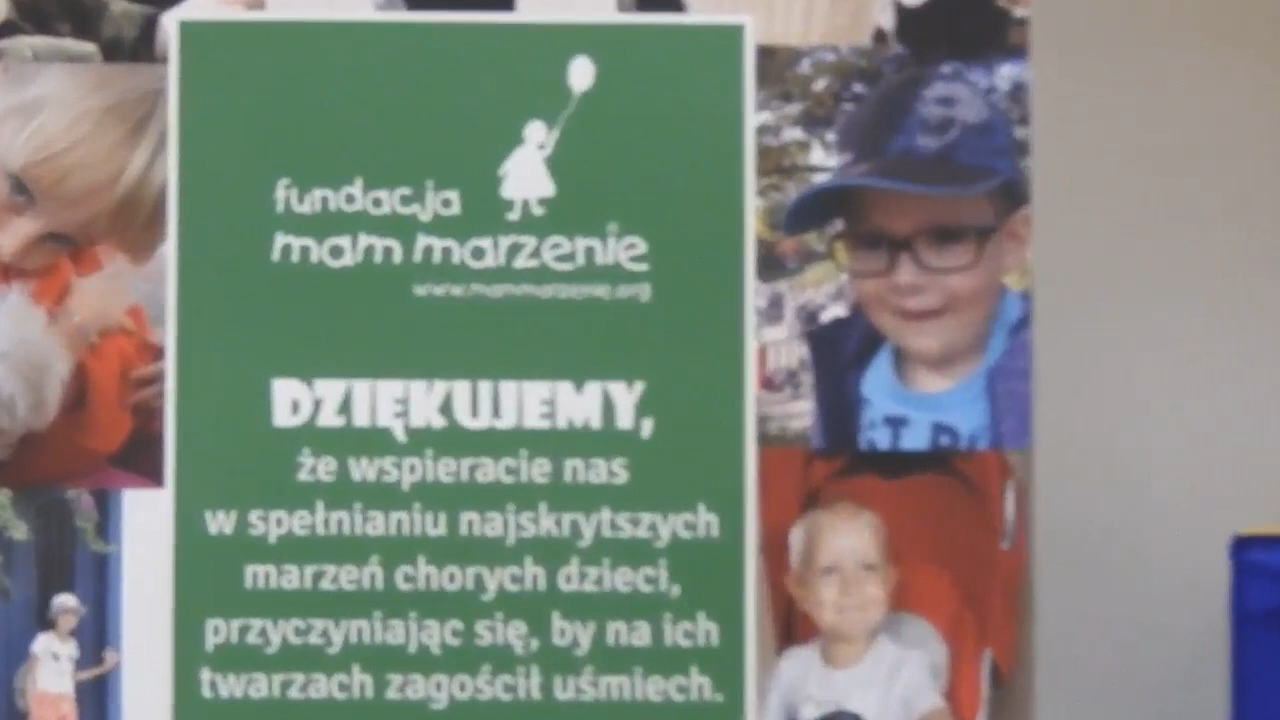 fundacja
mam marzenie
www.mammarzenie.org
DZIĘKUJEMY,
że wspieracie nas
w spełnianiu najskrytszych
marzeń chorych dzieci,
przyczyniając się, by na ich
twarzach zagościł uśmiech.